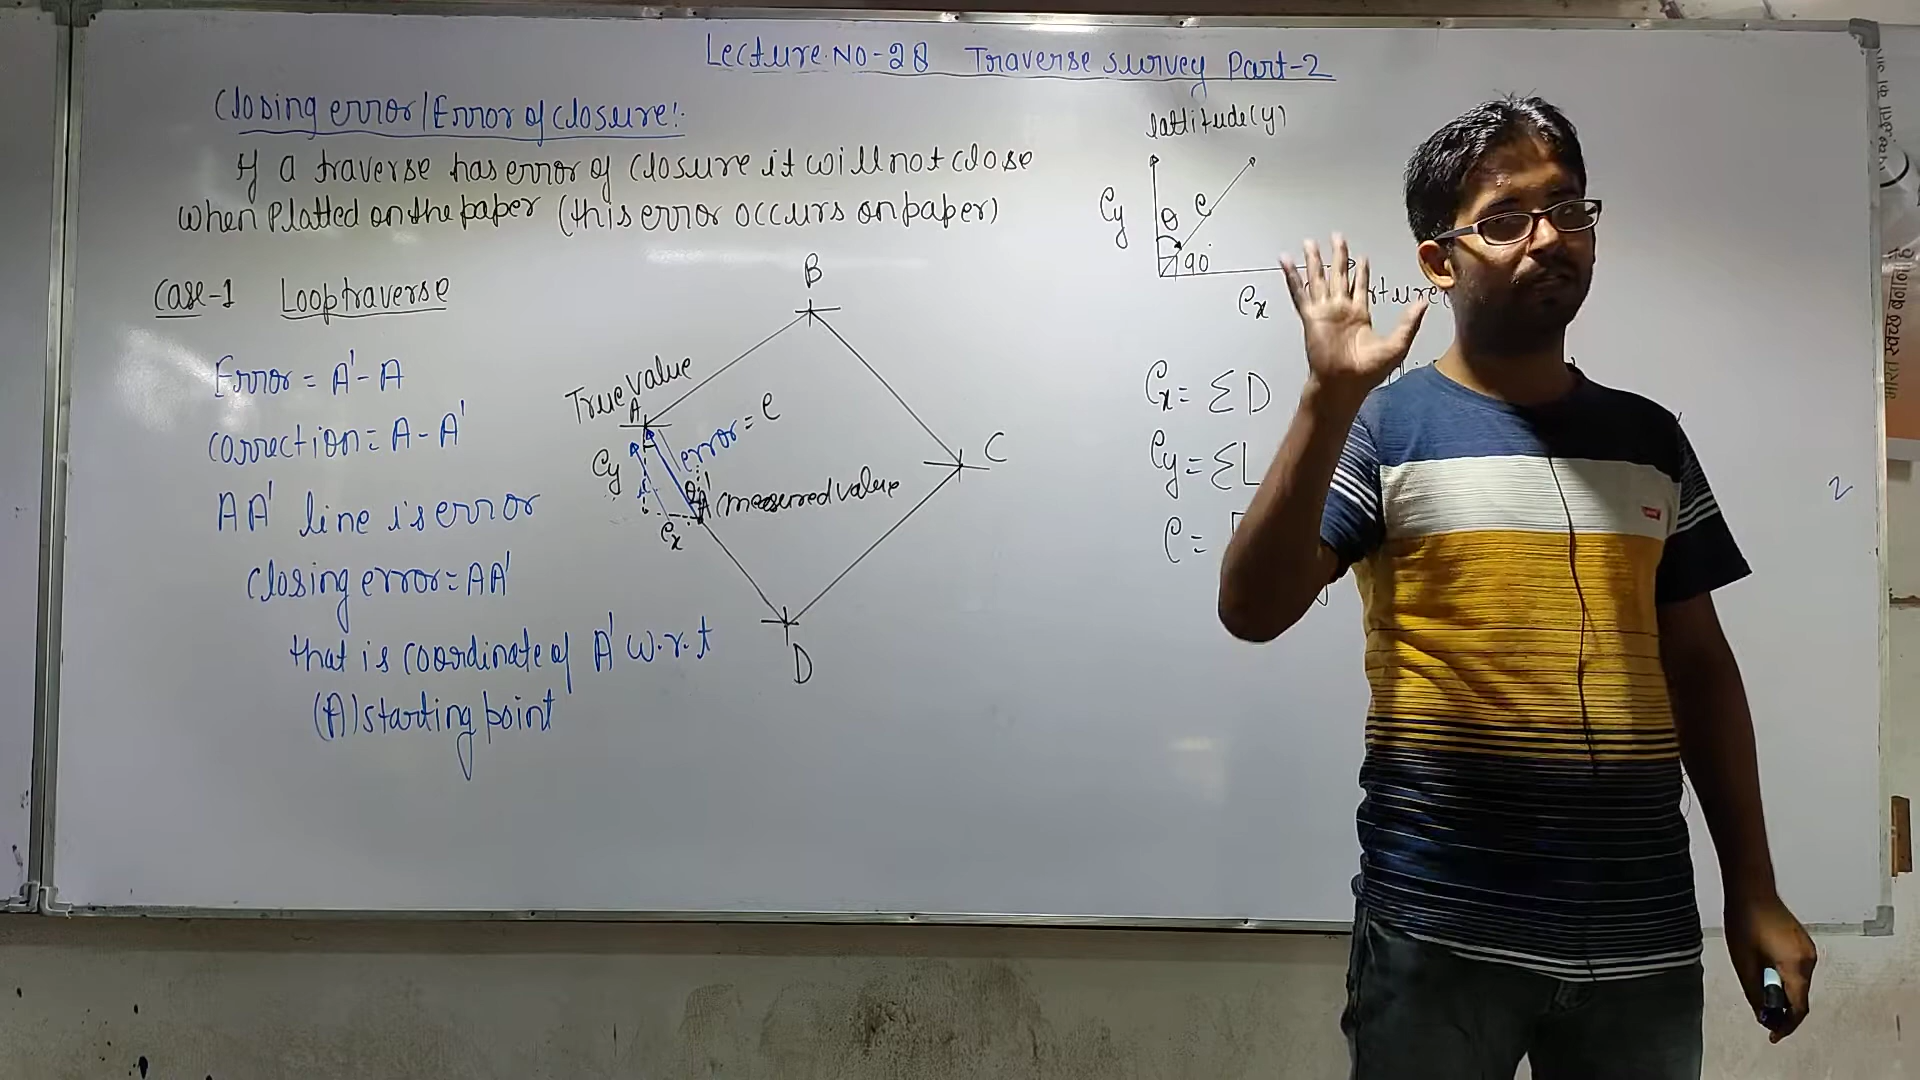 Lecture.No-28 Traverse survey Part-2
Closing error/Error of closure:
If a traverse has error of closure it will not close
when Platted on the paper (this error occurs on paper)
Case-1 Loop traverse
Error = A' - A
correction = A - A'
AA' line is error
closing error = AA'
that is coordinate of A' w.r.t
(A) starting point
B
True value
A
error = e
ey
θ
A' (measured value
ex
C
D
lattitude(y)
ey
θ
e
90°
ex
ex = ΣD
ey = ΣL
e =
2